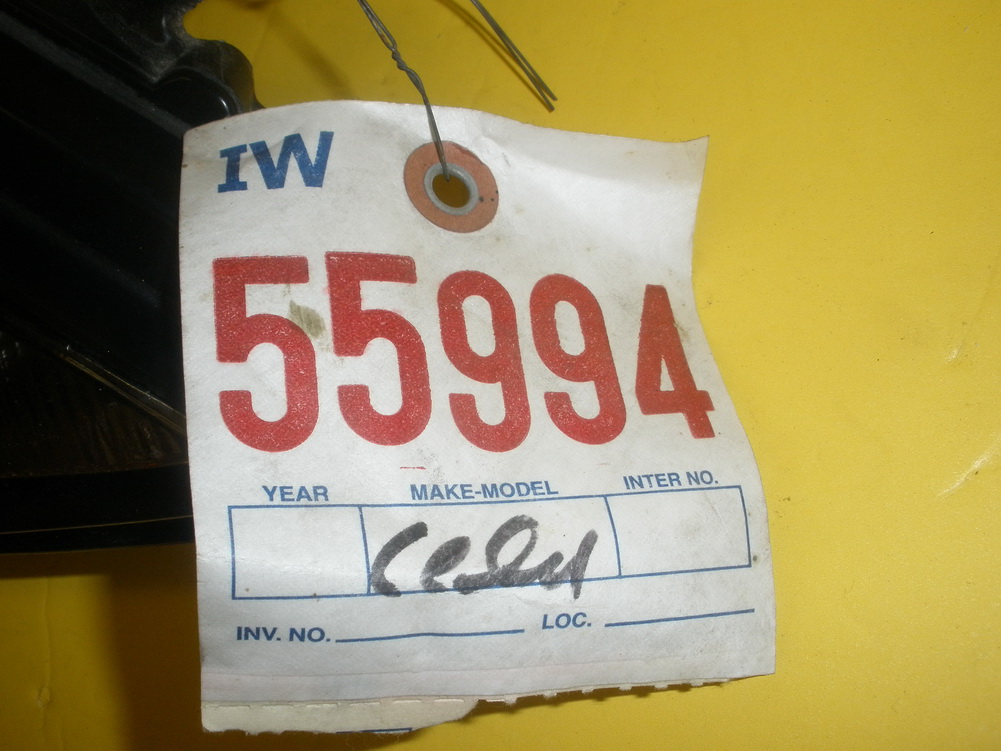 IW
55994
YEAR MAKE-MODEL INTER NO.
INV. NO. LOC.